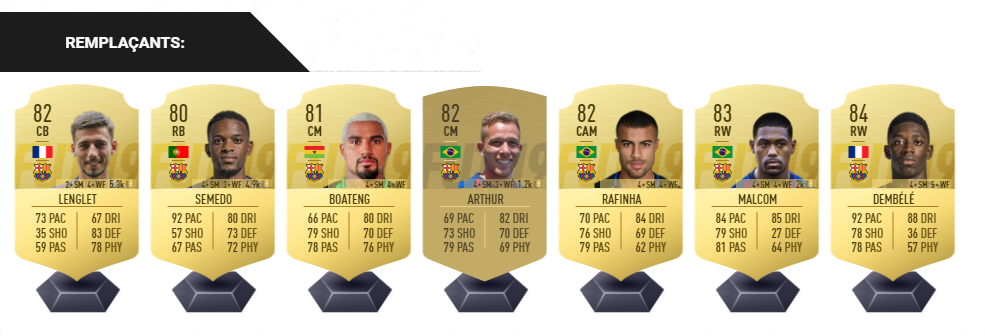 REMPLAÇANTS:
82
CB
2★SM 4★WF 5.3k
LENGLET
73 PAC 67 DRI
35 SHO 83 DEF
59 PAS 78 PHY
80
RB
4★SM 3★WF 4.9k
SEMEDO
92 PAC 80 DRI
57 SHO 73 DEF
67 PAS 72 PHY
81
CM
4★SM 4★WF
BOATENG
66 PAC 80 DRI
79 SHO 70 DEF
78 PAS 76 PHY
82
CM
4★SM 3★WF 1.2k
ARTHUR
69 PAC 82 DRI
73 SHO 70 DEF
79 PAS 69 PHY
82
CAM
4★SM 4★WF
RAFINHA
70 PAC 84 DRI
76 SHO 69 DEF
79 PAS 62 PHY
83
RW
4★SM 4★WF 2k
MALCOM
84 PAC 85 DRI
79 SHO 27 DEF
81 PAS 64 PHY
84
RW
4★SM 5★WF
DEMBÉLÉ
92 PAC 88 DRI
78 SHO 36 DEF
78 PAS 57 PHY